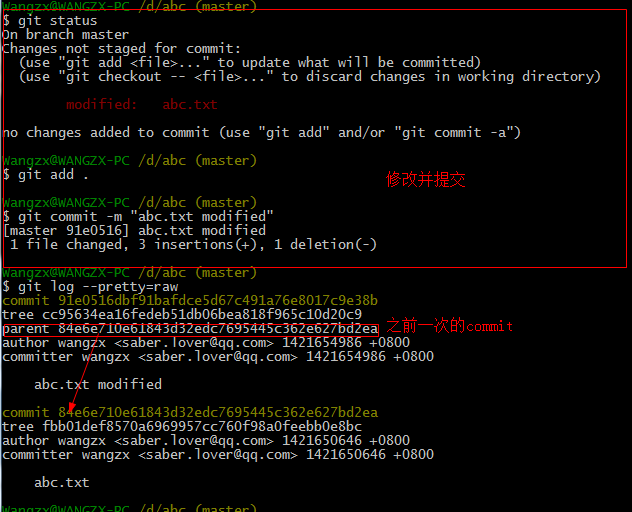 Wangzx@WANGZX-PC /d/abc (master)
$ git status
On branch master
Changes not staged for commit:
(use "git add <file>..." to update what will be committed)
(use "git checkout -- <file>..." to discard changes in working directory)
modified: abc.txt
no changes added to commit (use "git add" and/or "git commit -a")
Wangzx@WANGZX-PC /d/abc (master)
$ git add .
修改并提交
Wangzx@WANGZX-PC /d/abc (master)
$ git commit -m "abc.txt modified"
[master 91e0516] abc.txt modified
1 file changed, 3 insertions(+), 1 deletion(-)
Wangzx@WANGZX-PC /d/abc (master)
$ git log --pretty=raw
commit 91e0516dbf91bafdce5d67c491a76e8017c9e38b
tree cc95634ea16fedeb51db06bea818f965c10d20c9
parent 84e6e710e61843d32edc7695445c362e627bd2ea 之前一次的commit
author wangzx <saber.lover@qq.com> 1421654986 +0800
committer wangzx <saber.lover@qq.com> 1421654986 +0800
abc.txt modified
commit 84e6e710e61843d32edc7695445c362e627bd2ea
tree fbb01def8570a6969957cc760f98a0feebb0e8bc
author wangzx <saber.lover@qq.com> 1421650646 +0800
committer wangzx <saber.lover@qq.com> 1421650646 +0800
abc.txt
Wangzx@WANGZX-PC /d/abc (master)